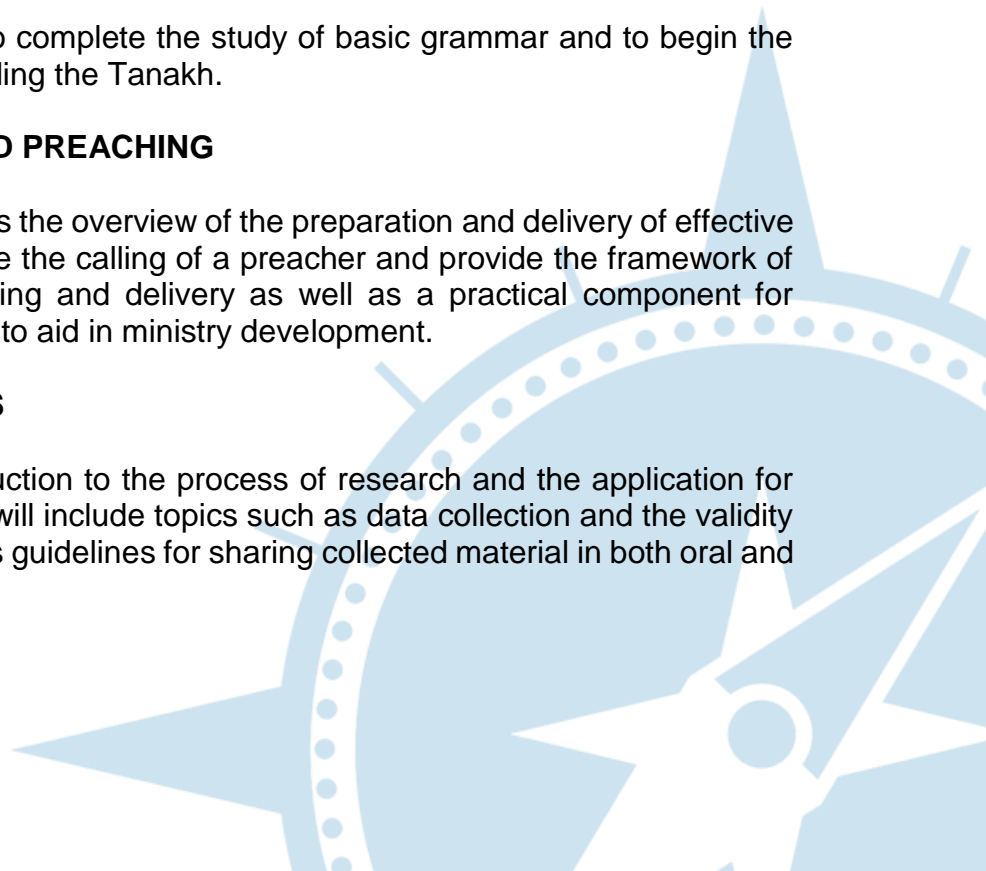 complete the study of basic grammar and to begin the
the Tanakh.
PREACHING
the overview of the preparation and delivery of effective
the calling of a preacher and provide the framework of
and delivery as well as a practical component for
to aid in ministry development.
to the process of research and the application for
will include topics such as data collection and the validity
guidelines for sharing collected material in both oral and